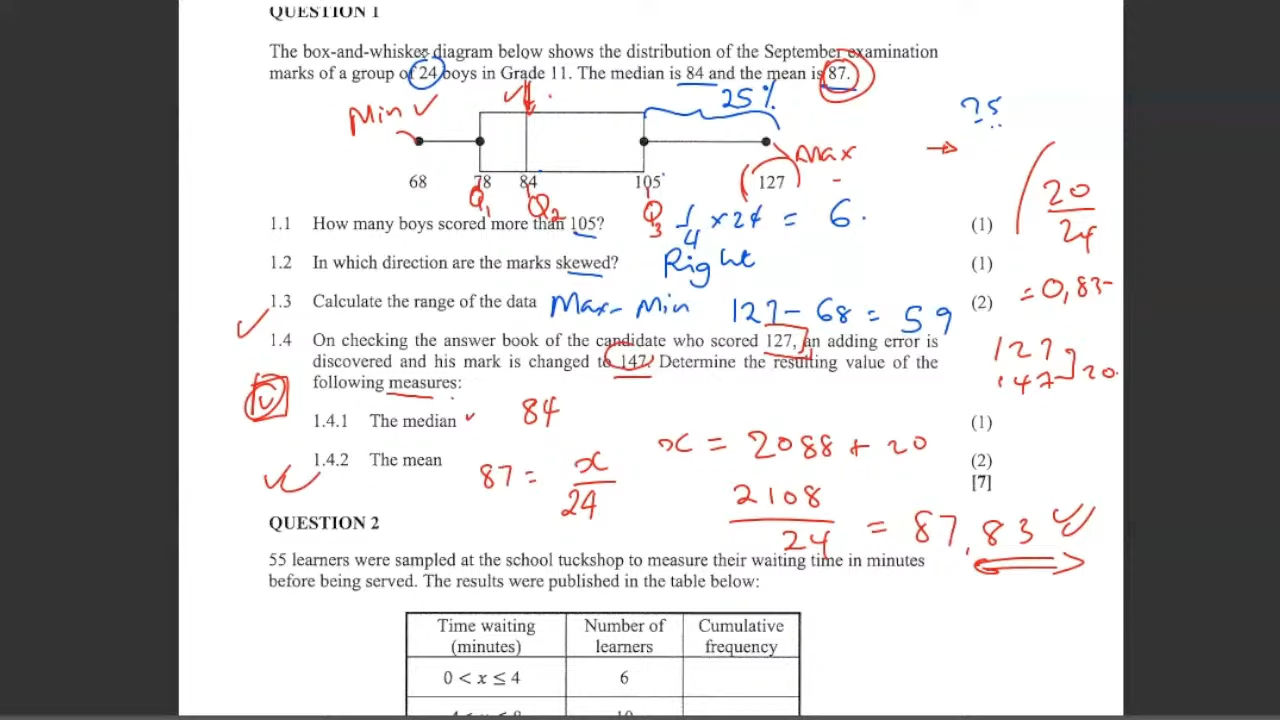 QUESTION 1
The box-and-whisker diagram below shows the distribution of the September examination
marks of a group of 24 boys in Grade 11. The median is 84 and the mean is 87.
25 %
25
Min
Max
68 78 84 105 127
Q1 Q2 Q3
20
24
= 0,83
1.1 How many boys scored more than 105? 1/4 × 24 = 6. (1)
1.2 In which direction are the marks skewed? Right (1)
1.3 Calculate the range of the data Max - Min 127 - 68 = 59 (2)
1.4 On checking the answer book of the candidate who scored 127, an adding error is
discovered and his mark is changed to 147. Determine the resulting value of the
following measures:
127
147
20
1.4.1 The median 84 (1)
x = 2088 + 20
1.4.2 The mean 87 = x/24 (2)
[7]
2108
24
= 87,83
QUESTION 2
55 learners were sampled at the school tuckshop to measure their waiting time in minutes
before being served. The results were published in the table below:
Time waiting (minutes) Number of learners Cumulative frequency
0 < x ≤ 4 6